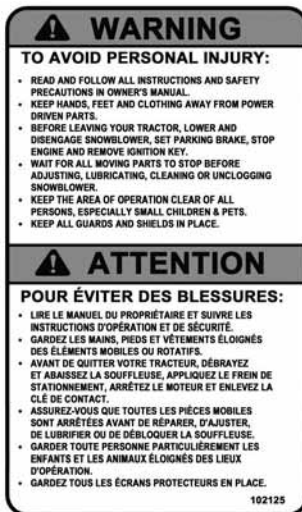 WARNING
TO AVOID PERSONAL INJURY:
• READ AND FOLLOW ALL INSTRUCTIONS AND SAFETY
PRECAUTIONS IN OWNER'S MANUAL.
• KEEP HANDS, FEET AND CLOTHING AWAY FROM POWER
DRIVEN PARTS.
• BEFORE LEAVING YOUR TRACTOR, LOWER AND
DISENGAGE SNOWBLOWER, SET PARKING BRAKE, STOP
ENGINE AND REMOVE IGNITION KEY.
• WAIT FOR ALL MOVING PARTS TO STOP BEFORE
ADJUSTING, LUBRICATING, CLEANING OR UNCLOGGING
SNOWBLOWER.
• KEEP THE AREA OF OPERATION CLEAR OF ALL
PERSONS, ESPECIALLY SMALL CHILDREN & PETS.
• KEEP ALL GUARDS AND SHIELDS IN PLACE.
ATTENTION
POUR ÉVITER DES BLESSURES:
• LIRE LE MANUEL DU PROPRIÉTAIRE ET SUIVRE LES
INSTRUCTIONS D'OPÉRATION ET DE SÉCURITÉ.
• GARDEZ LES MAINS, PIEDS ET VÊTEMENTS ÉLOIGNÉS
DES ÉLÉMENTS MOBILES OU ROTATIFS.
• AVANT DE QUITTER VOTRE TRACTEUR, DÉBRAYEZ
ET ABAISSEZ LA SOUFFLEUSE, APPLIQUEZ LE FREIN DE
STATIONNEMENT, ARRÊTEZ LE MOTEUR ET ENLEVEZ LA
CLÉ DE CONTACT.
• ASSUREZ-VOUS QUE TOUTES LES PIÈCES MOBILES
SONT ARRÊTÉES AVANT DE RÉPARER, D'AJUSTER,
DE LUBRIFIER OU DE DÉBLOQUER LA SOUFFLEUSE.
• GARDER TOUTE PERSONNE PARTICULIÈREMENT LES
ENFANTS ET LES ANIMAUX ÉLOIGNÉS DES LIEUX
D'OPÉRATION.
• GARDEZ TOUS LES ÉCRANS PROTECTEURS EN PLACE.
102125